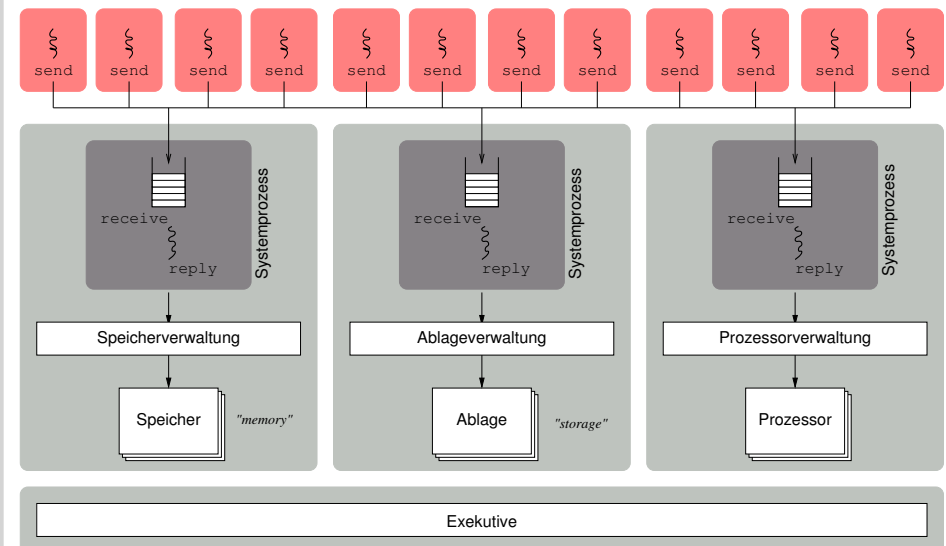 send send send send send send send send send send send send
receive
reply
Systemprozess
receive
reply
Systemprozess
receive
reply
Systemprozess
Speicherverwaltung
Ablageverwaltung
Prozessorverwaltung
Speicher
"memory"
Ablage
"storage"
Prozessor
Exekutive